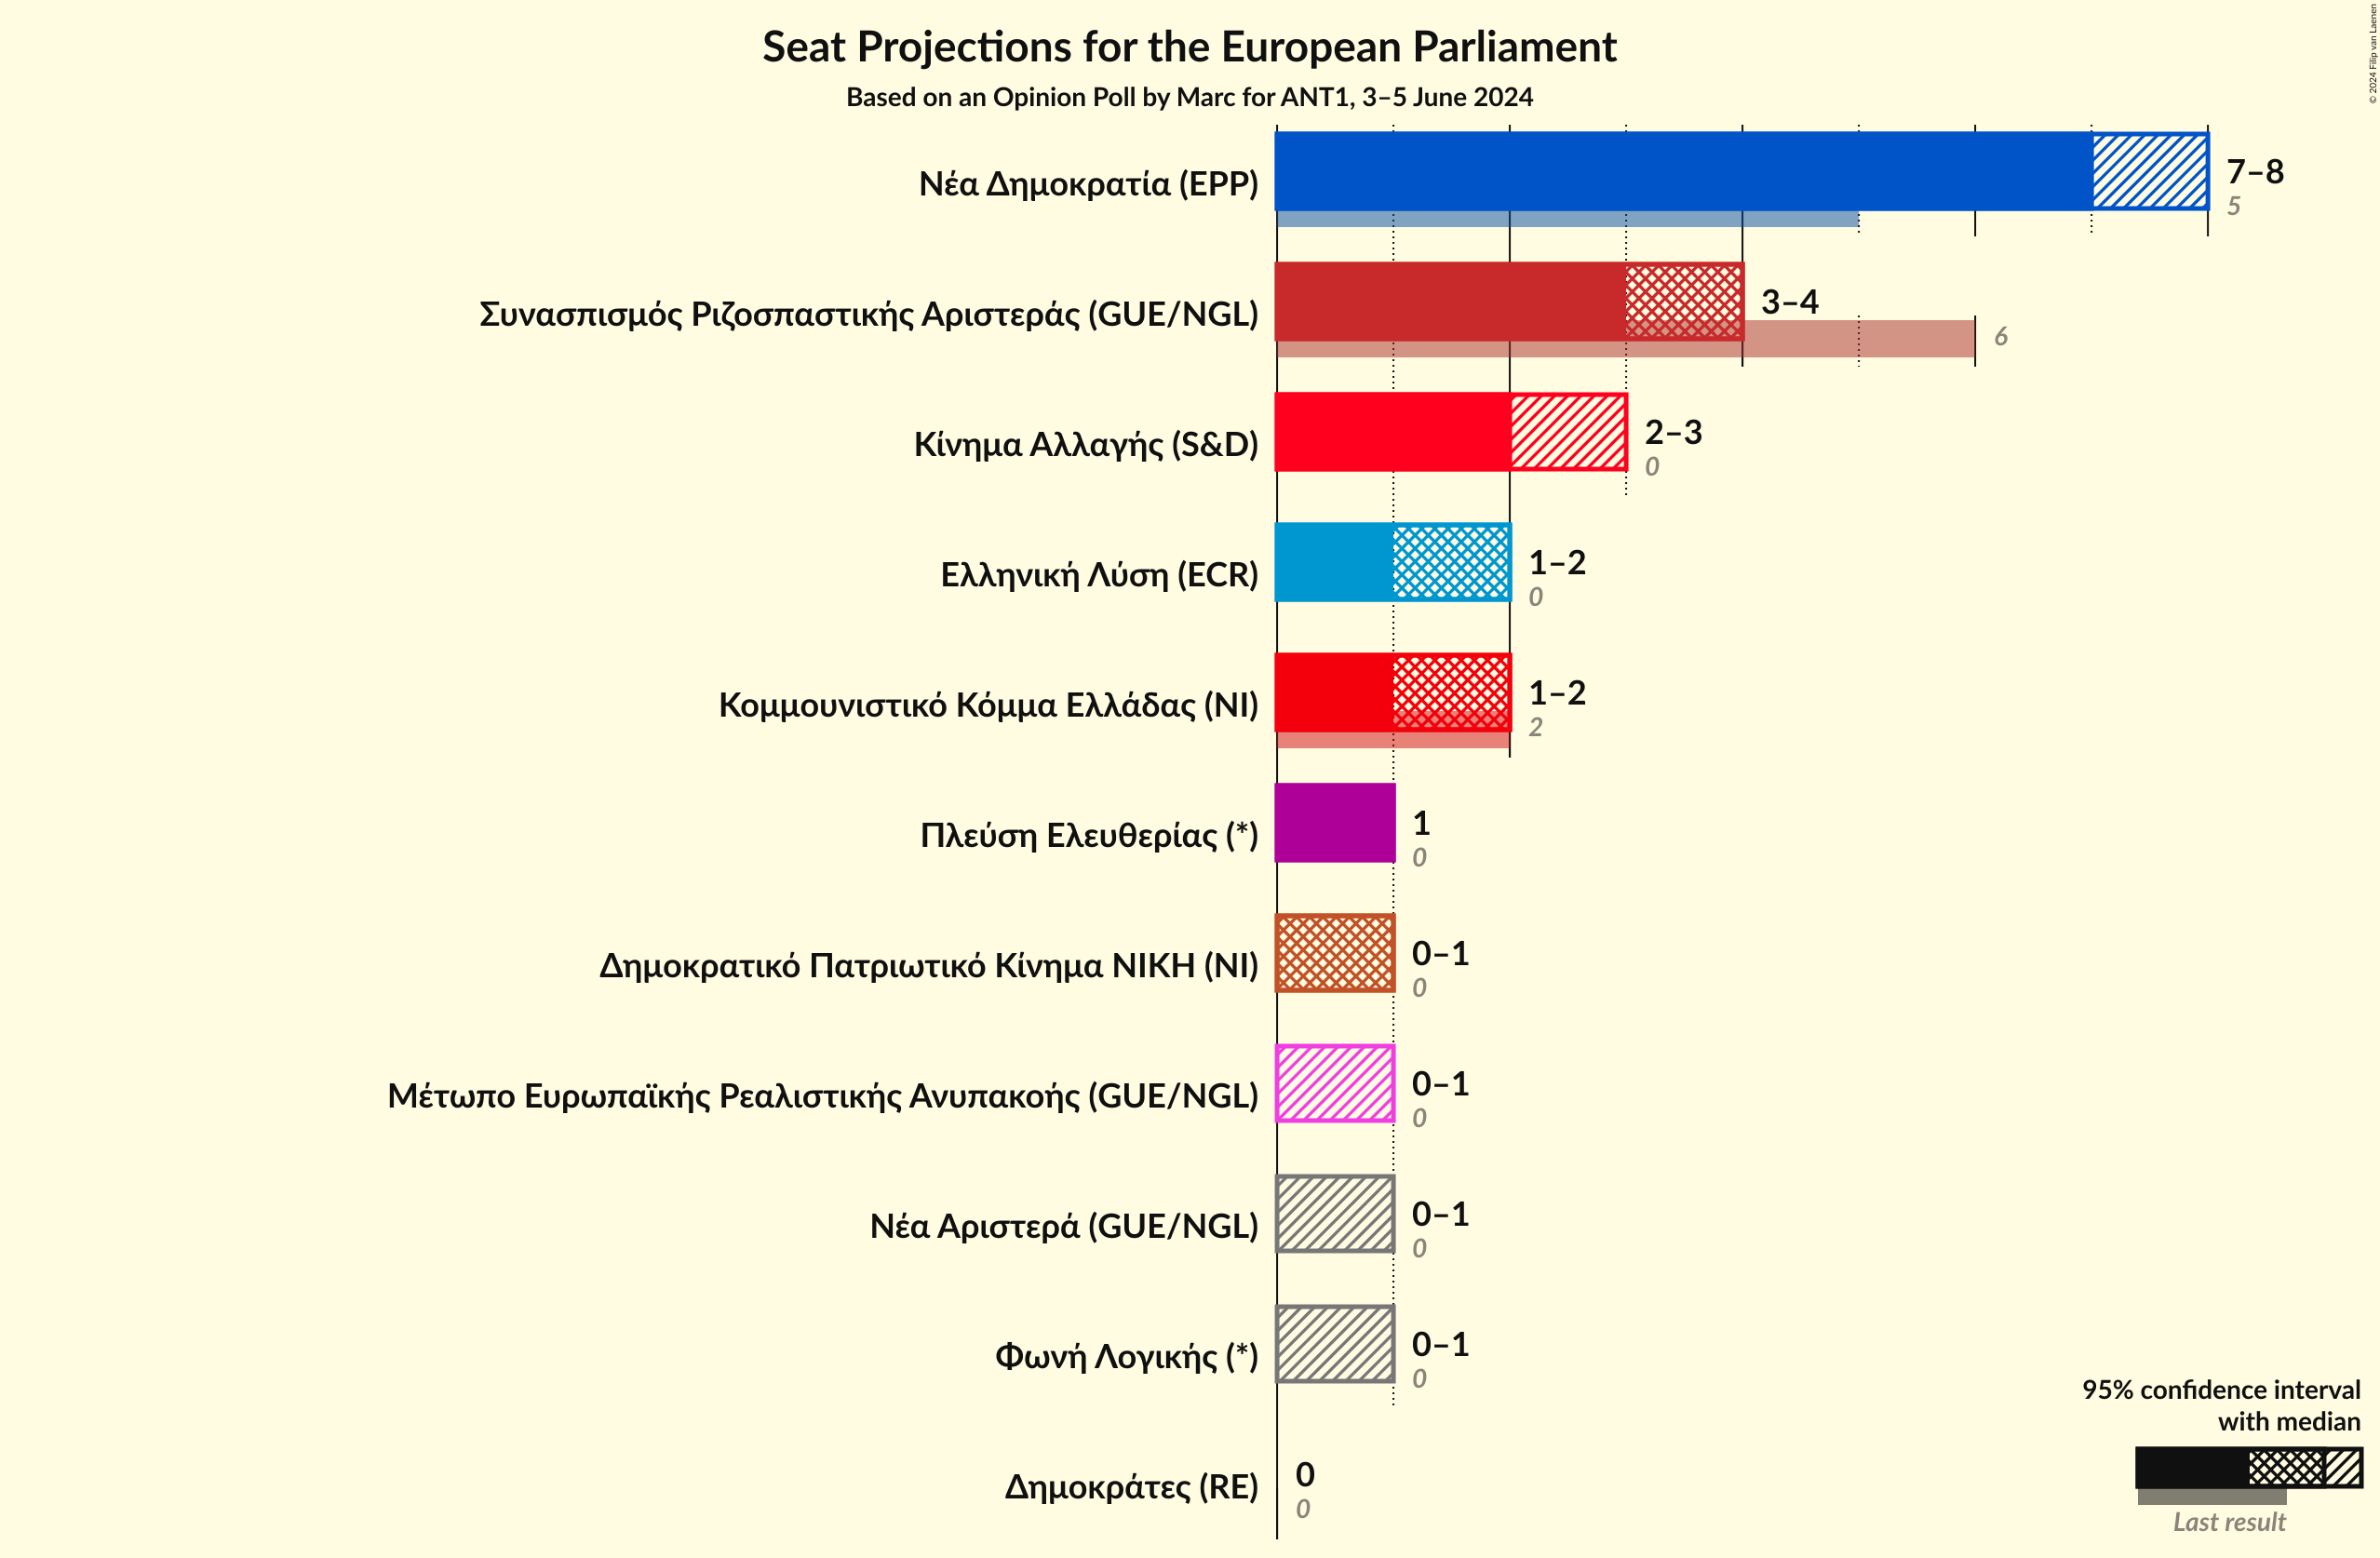 Seat Projections for the European Parliament
Based on an Opinion Poll by Marc for ANT1, 3–5 June 2024
© 2024 Filip van Laenen
Νέα Δημοκρατία (EPP)
7–8
5
Συνασπισμός Ριζοσπαστικής Αριστεράς (GUE/NGL)
3–4
6
Κίνημα Αλλαγής (S&D)
2–3
0
Ελληνική Λύση (ECR)
1–2
0
Κομμουνιστικό Κόμμα Ελλάδας (NI)
1–2
2
Πλεύση Ελευθερίας (*)
1
0
Δημοκρατικό Πατριωτικό Κίνημα ΝΙΚΗ (NI)
0–1
0
Μέτωπο Ευρωπαϊκής Ρεαλιστικής Ανυπακοής (GUE/NGL)
0–1
0
Νέα Αριστερά (GUE/NGL)
0–1
0
Φωνή Λογικής (*)
0–1
0
Δημοκράτες (RE)
0
0
95% confidence interval
with median
Last result